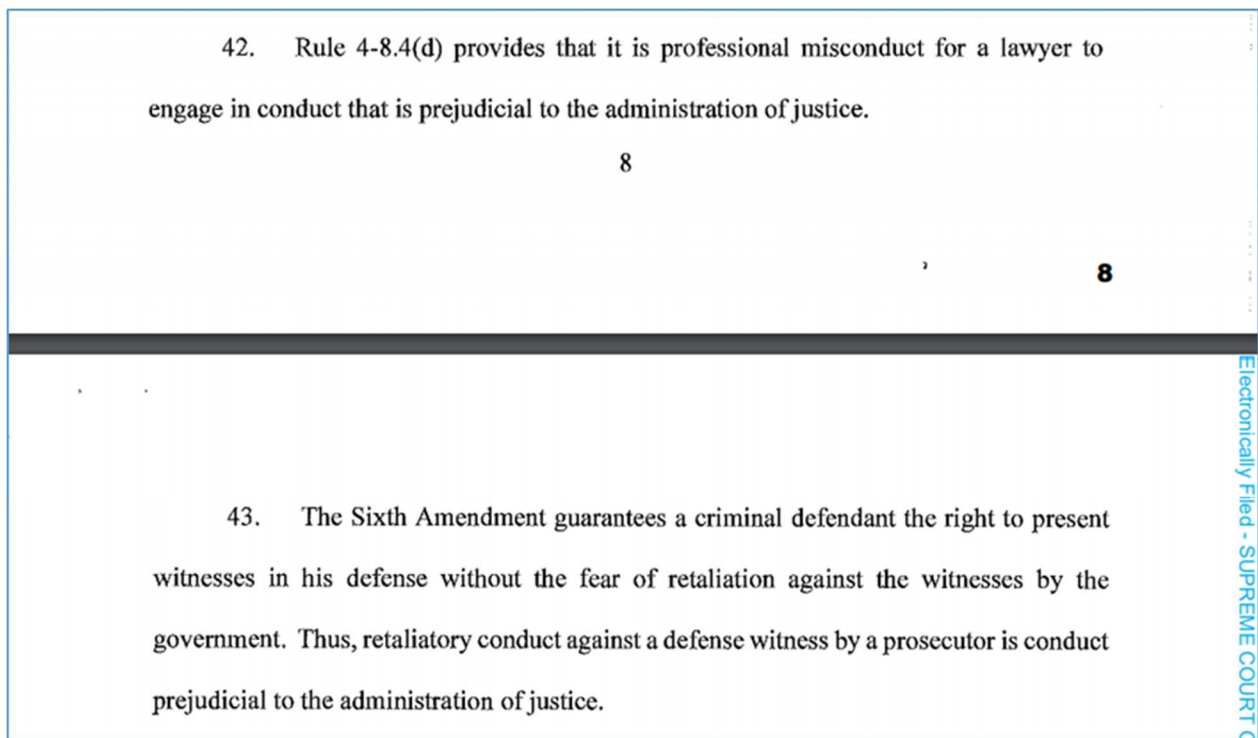 42. Rule 4-8.4(d) provides that it is professional misconduct for a lawyer to
engage in conduct that is prejudicial to the administration of justice.
8
8
43. The Sixth Amendment guarantees a criminal defendant the right to present
witnesses in his defense without the fear of retaliation against the witnesses by the
government. Thus, retaliatory conduct against a defense witness by a prosecutor is conduct
prejudicial to the administration of justice.
Electronically Filed - SUPREME COURT